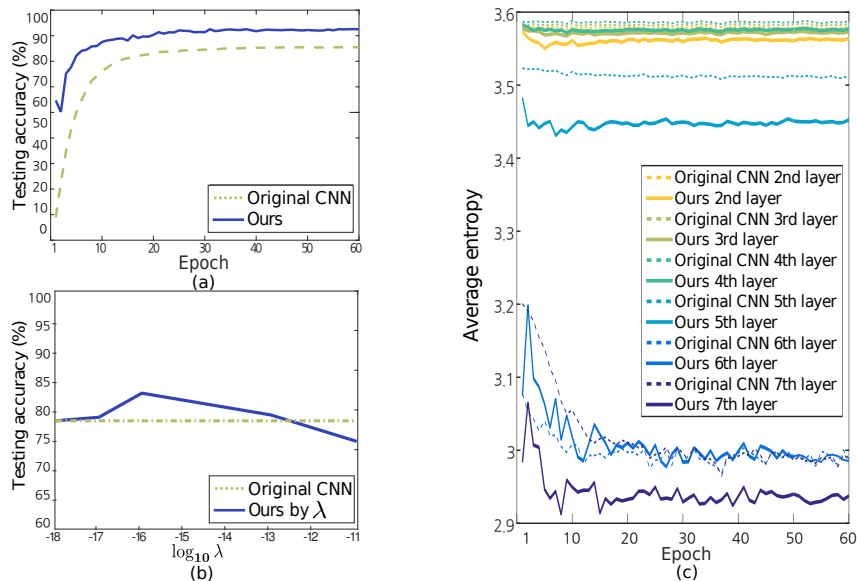 100
90
80
70
60
50
40
30
20
10
0
Testing accuracy (%)
Original CNN
Ours
1
10
20
30
40
50
60
Epoch
(a)
100
95
90
85
80
75
70
65
60
Testing accuracy (%)
Original CNN
Ours by λ
-18
-17
-16
-15
-14
-13
-12
-11
log₁₀ λ
(b)
3.6
3.5
3.4
3.3
3.2
3.1
3
2.9
Average entropy
Original CNN 2nd layer
Ours 2nd layer
Original CNN 3rd layer
Ours 3rd layer
Original CNN 4th layer
Ours 4th layer
Original CNN 5th layer
Ours 5th layer
Original CNN 6th layer
Ours 6th layer
Original CNN 7th layer
Ours 7th layer
1
10
20
30
40
50
60
Epoch
(c)